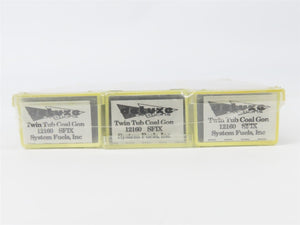 Deluxe
Twin Tub Coal Gon
12160 SFIX
System Fuels, Inc
Deluxe
Twin Tub Coal Gon
12160 SFIX
System Fuels, Inc.
Deluxe
Twin Tub Coal Gon
12160 SFIX
System Fuels, Inc